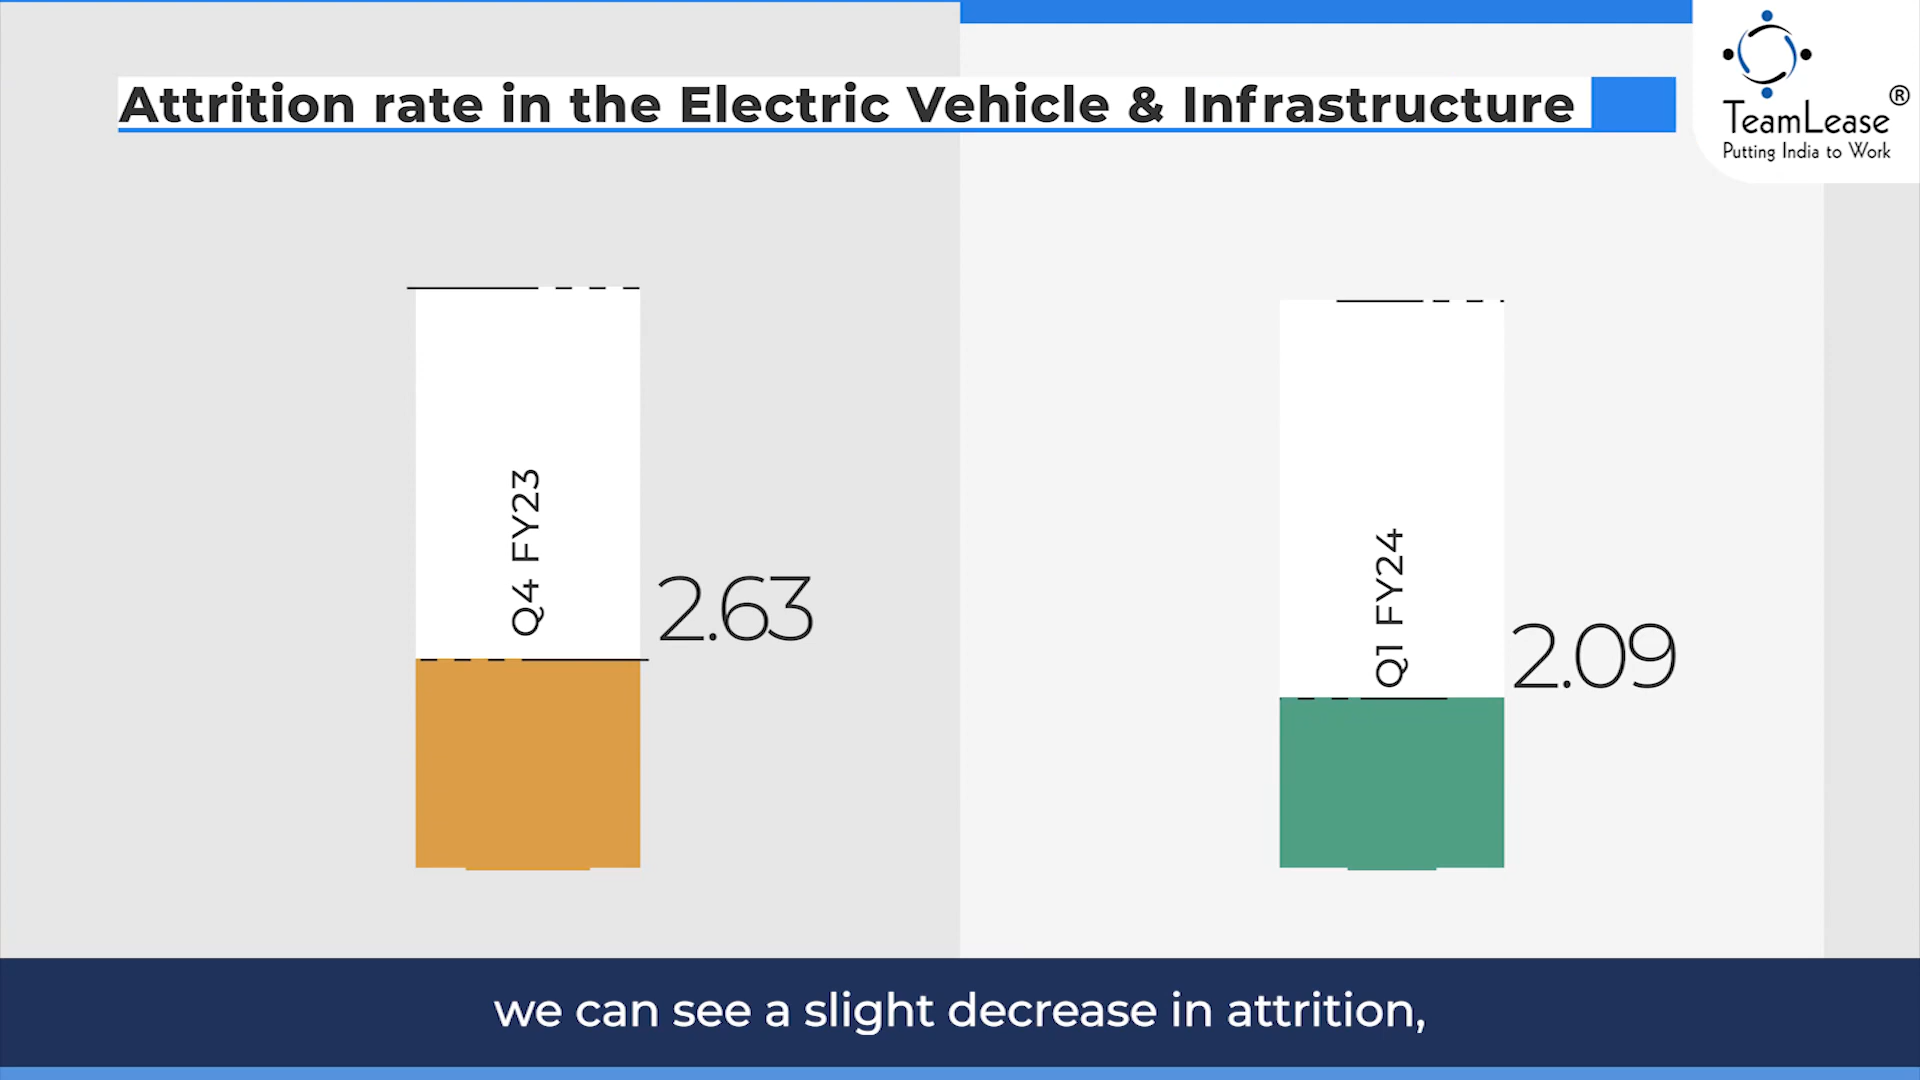 Attrition rate in the Electric Vehicle & Infrastructure
TeamLease®
Putting India to Work
Q4 FY23
2.63
Q1 FY24
2.09
we can see a slight decrease in attrition,